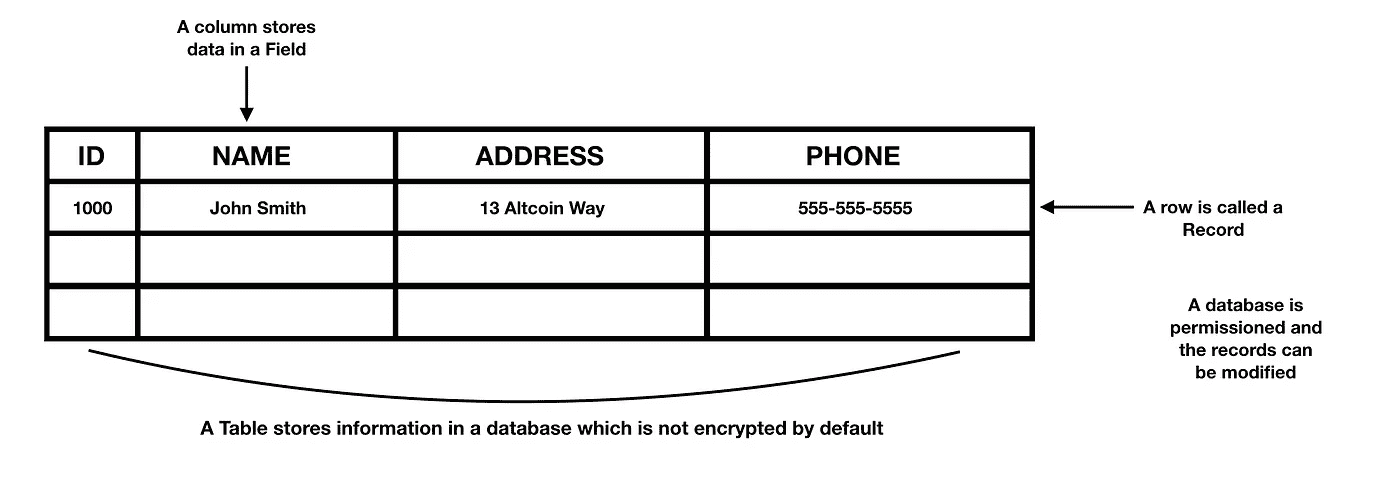 A column stores
data in a Field
ID NAME ADDRESS PHONE
1000 John Smith 13 Altcoin Way 555-555-5555
A row is called a
Record
A database is
permissioned and
the records can
be modified
A Table stores information in a database which is not encrypted by default